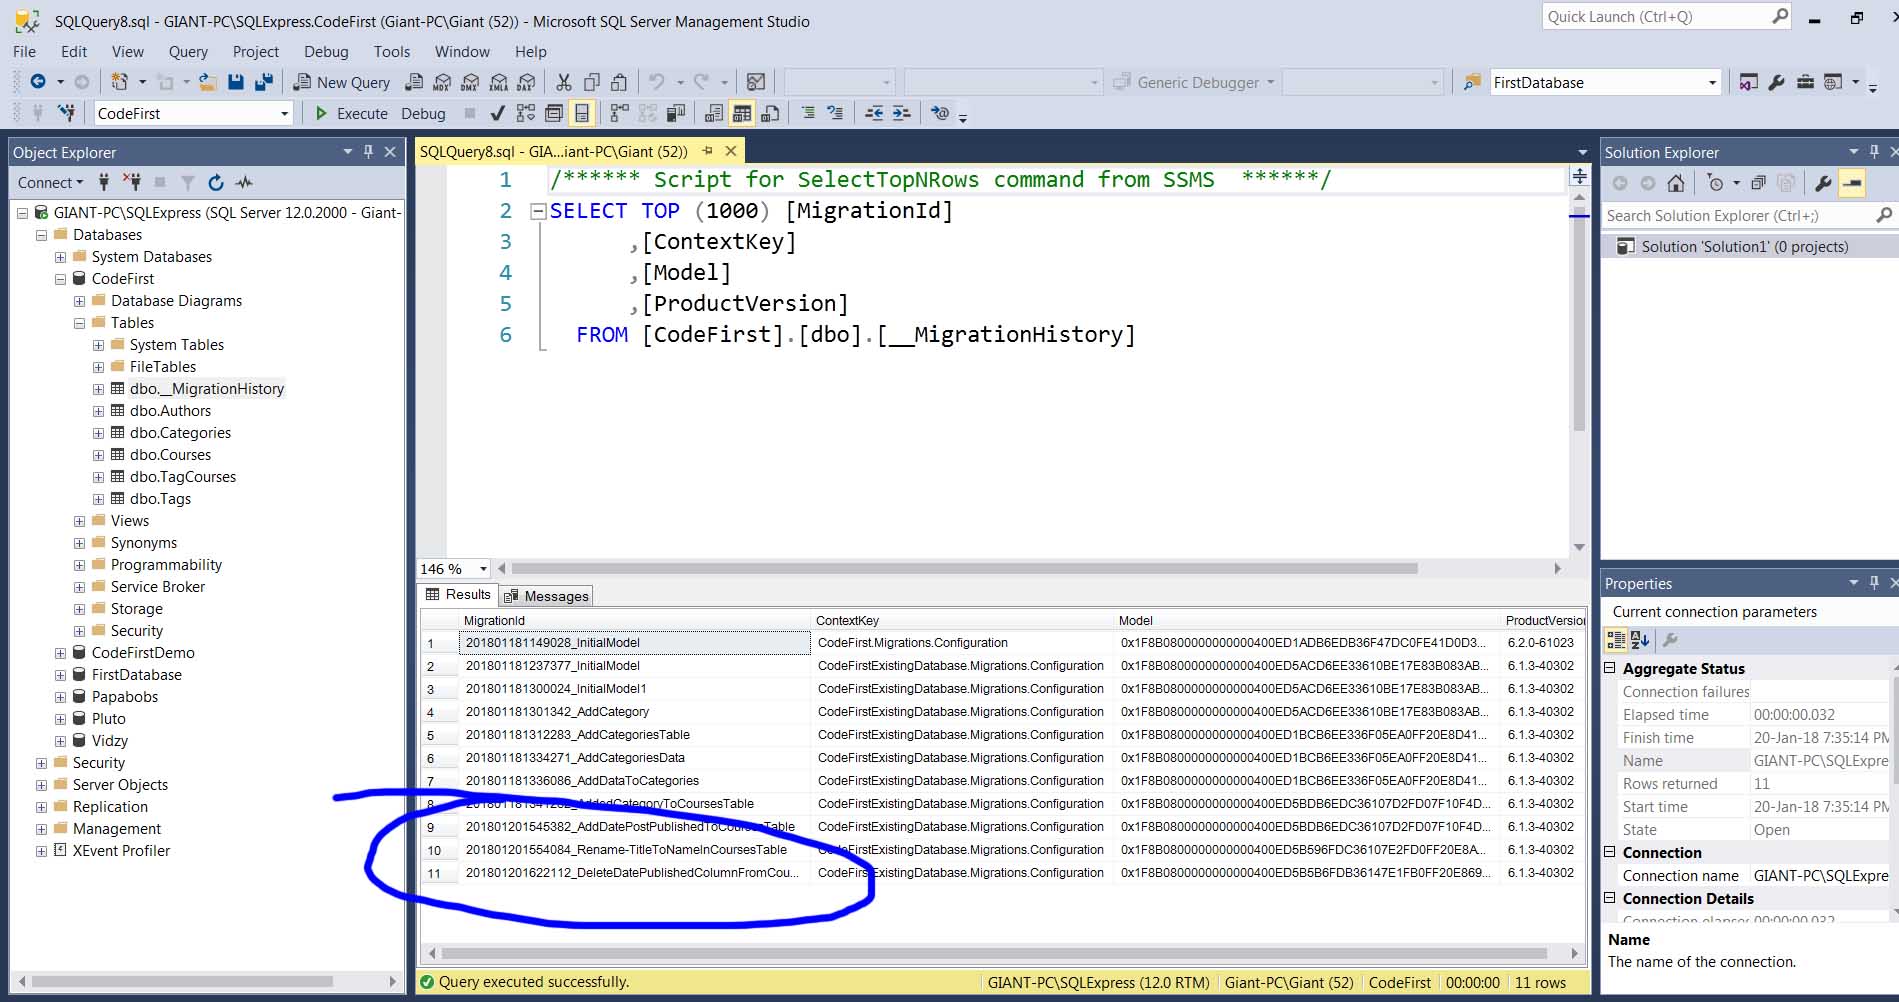 SQLQuery8.sql - GIANT-PC\SQLExpress.CodeFirst (Giant-PC\Giant (52)) - Microsoft SQL Server Management Studio
Quick Launch (Ctrl+Q)
File Edit View Query Project Debug Tools Window Help
New Query
MDX DMX XMLA DAX
Generic Debugger
FirstDatabase
CodeFirst
Execute Debug
Object Explorer
Connect
GIANT-PC\SQLExpress (SQL Server 12.0.2000 - Giant-
Databases
System Databases
CodeFirst
Database Diagrams
Tables
System Tables
FileTables
dbo.__MigrationHistory
dbo.Authors
dbo.Categories
dbo.Courses
dbo.TagCourses
dbo.Tags
Views
Synonyms
Programmability
Service Broker
Storage
Security
CodeFirstDemo
FirstDatabase
Papabobs
Pluto
Vidzy
Security
Server Objects
Replication
Management
XEvent Profiler
SQLQuery8.sql - GIA...iant-PC\Giant (52))
1 /****** Script for SelectTopNRows command from SSMS  ******/
2 SELECT TOP (1000) [MigrationId]
3 ,[ContextKey]
4 ,[Model]
5 ,[ProductVersion]
6 FROM [CodeFirst].[dbo].[__MigrationHistory]
146 %
Results Messages
MigrationId ContextKey Model ProductVersion
1 201801181149028_InitialModel CodeFirst.Migrations.Configuration 0x1F8B0800000000000400ED1ADB6EDB36F47DC0FE41D0D3... 6.2.0-61023
2 201801181237377_InitialModel CodeFirstExistingDatabase.Migrations.Configuration 0x1F8B0800000000000400ED5ACD6EE33610BE17E83B083AB... 6.1.3-40302
3 201801181300024_InitialModel1 CodeFirstExistingDatabase.Migrations.Configuration 0x1F8B0800000000000400ED5ACD6EE33610BE17E83B083AB... 6.1.3-40302
4 201801181301342_AddCategory CodeFirstExistingDatabase.Migrations.Configuration 0x1F8B0800000000000400ED5ACD6EE33610BE17E83B083AB... 6.1.3-40302
5 201801181312283_AddCategoriesTable CodeFirstExistingDatabase.Migrations.Configuration 0x1F8B0800000000000400ED1BCB6EE336F05EA0FF20E8D41... 6.1.3-40302
6 201801181334271_AddCategoriesData CodeFirstExistingDatabase.Migrations.Configuration 0x1F8B0800000000000400ED1BCB6EE336F05EA0FF20E8D41... 6.1.3-40302
7 201801181336086_AddDataToCategories CodeFirstExistingDatabase.Migrations.Configuration 0x1F8B0800000000000400ED1BCB6EE336F05EA0FF20E8D41... 6.1.3-40302
8 CodeFirstExistingDatabase.Migrations.Configuration 0x1F8B0800000000000400ED5BDB6EDC36107D2FD07F10F4D... 6.1.3-40302
9 201801201545382_AddDatePostPublishedToCoursesTable CodeFirstExistingDatabase.Migrations.Configuration 0x1F8B0800000000000400ED5BDB6EDC36107D2FD07F10F4D... 6.1.3-40302
10 201801201554084_Rename-TitleToNameInCoursesTable CodeFirstExistingDatabase.Migrations.Configuration 0x1F8B0800000000000400ED5B596FDC36107E2FD0FF20E8A... 6.1.3-40302
11 201801201622112_DeleteDatePublishedColumnFromCou... CodeFirstExistingDatabase.Migrations.Configuration 0x1F8B0800000000000400ED5B5B6FDB36147E1FB0FF20E869... 6.1.3-40302
Query executed successfully. GIANT-PC\SQLExpress (12.0 RTM) Giant-PC\Giant (52) CodeFirst 00:00:00 11 rows
Solution Explorer
Search Solution Explorer (Ctrl+;)
Solution 'Solution1' (0 projects)
Properties
Current connection parameters
Aggregate Status
Connection failures
Elapsed time 00:00:00.032
Finish time 20-Jan-18 7:35:14 PM
Name GIANT-PC\SQLExpre
Rows returned 11
Start time 20-Jan-18 7:35:14 PM
State Open
Connection
Connection name GIANT-PC\SQLExpre
Connection Details
00:00:00.032
Name
The name of the connection.